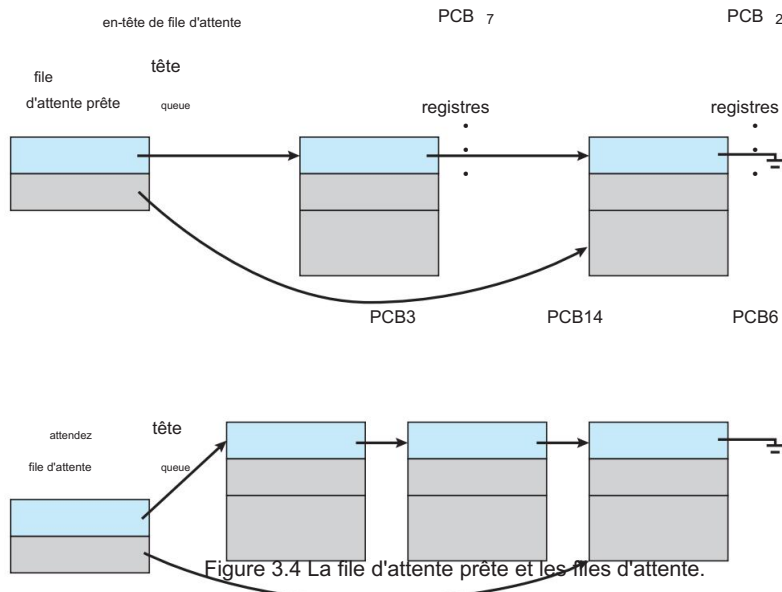 en-tête de file d'attente
PCB 7
PCB 2
file
d'attente prête
tête
queue
registres
•
•
•
registres
•
•
•
PCB3
PCB14
PCB6
attendez
file d'attente
tête
queue
Figure 3.4 La file d'attente prête et les files d'attente.